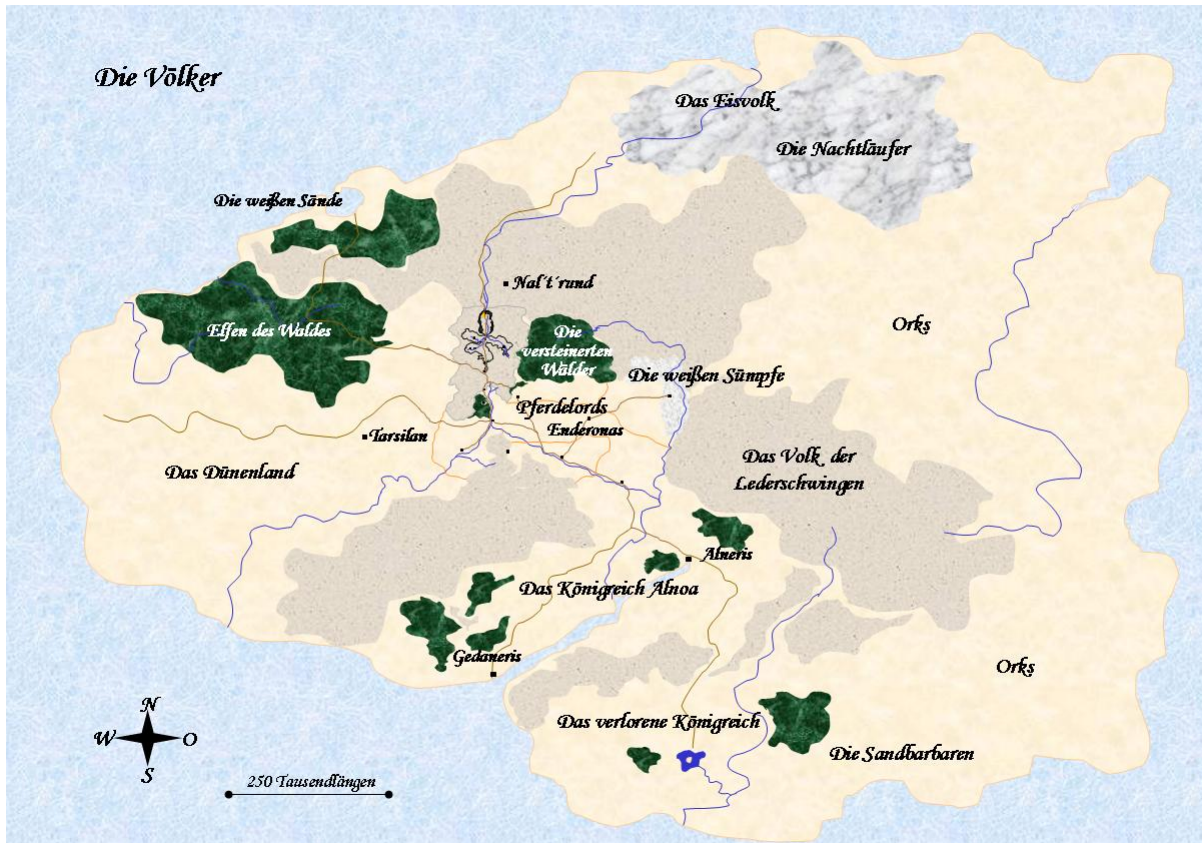 Die Völker
Das Eisvolk
Die Nachtläufer
Die weißen Sände
Nal´t´rund
Elfen des Waldes
Die
versteinerten
Wälder
Orks
Die weißen Sümpfe
Pferdelords
Enderonas
Tarsilan
Das Dünenland
Das Volk der
Lederschwingen
Alneris
Das Königreich Alnoa
Gedaneris
Orks
Das verlorene Königreich
Die Sandbarbaren
N
W O
S
250 Tausendlängen